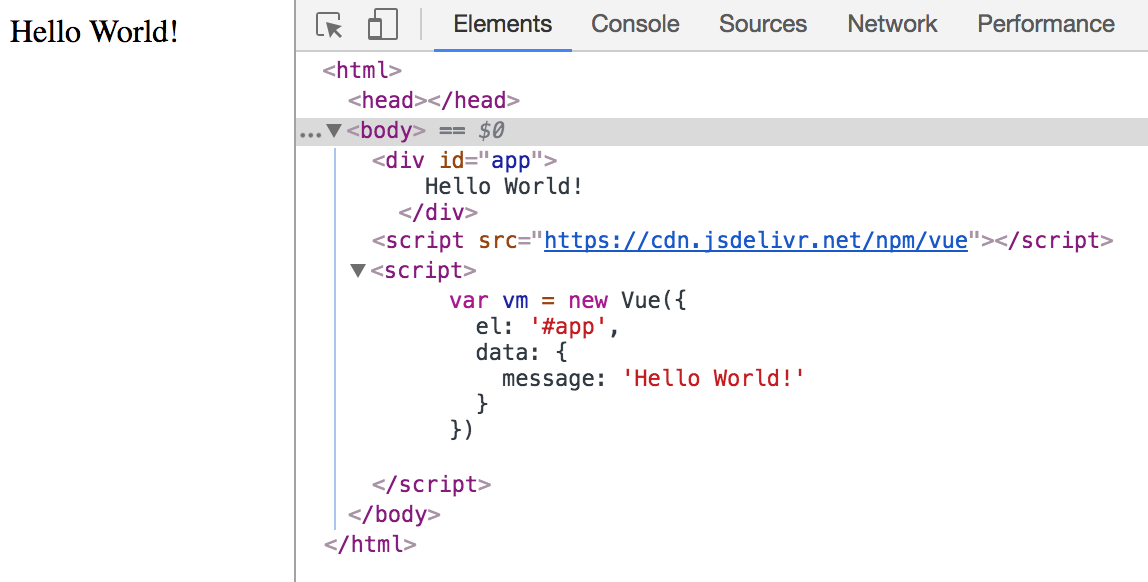 Hello World!
Elements Console Sources Network Performance
<html>
<head></head>
... ▼ <body> == $0
<div id="app">
Hello World!
</div>
<script src="https://cdn.jsdelivr.net/npm/vue"></script>
▼ <script>
var vm = new Vue({
el: '#app',
data: {
message: 'Hello World!'
}
})
</script>
</body>
</html>